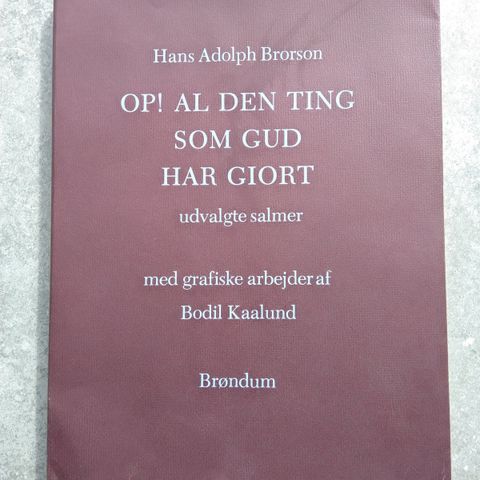 Hans Adolph Brorson
OP! AL DEN TING
SOM GUD
HAR GIORT
udvalgte salmer
med grafiske arbejder af
Bodil Kaalund
Brøndum